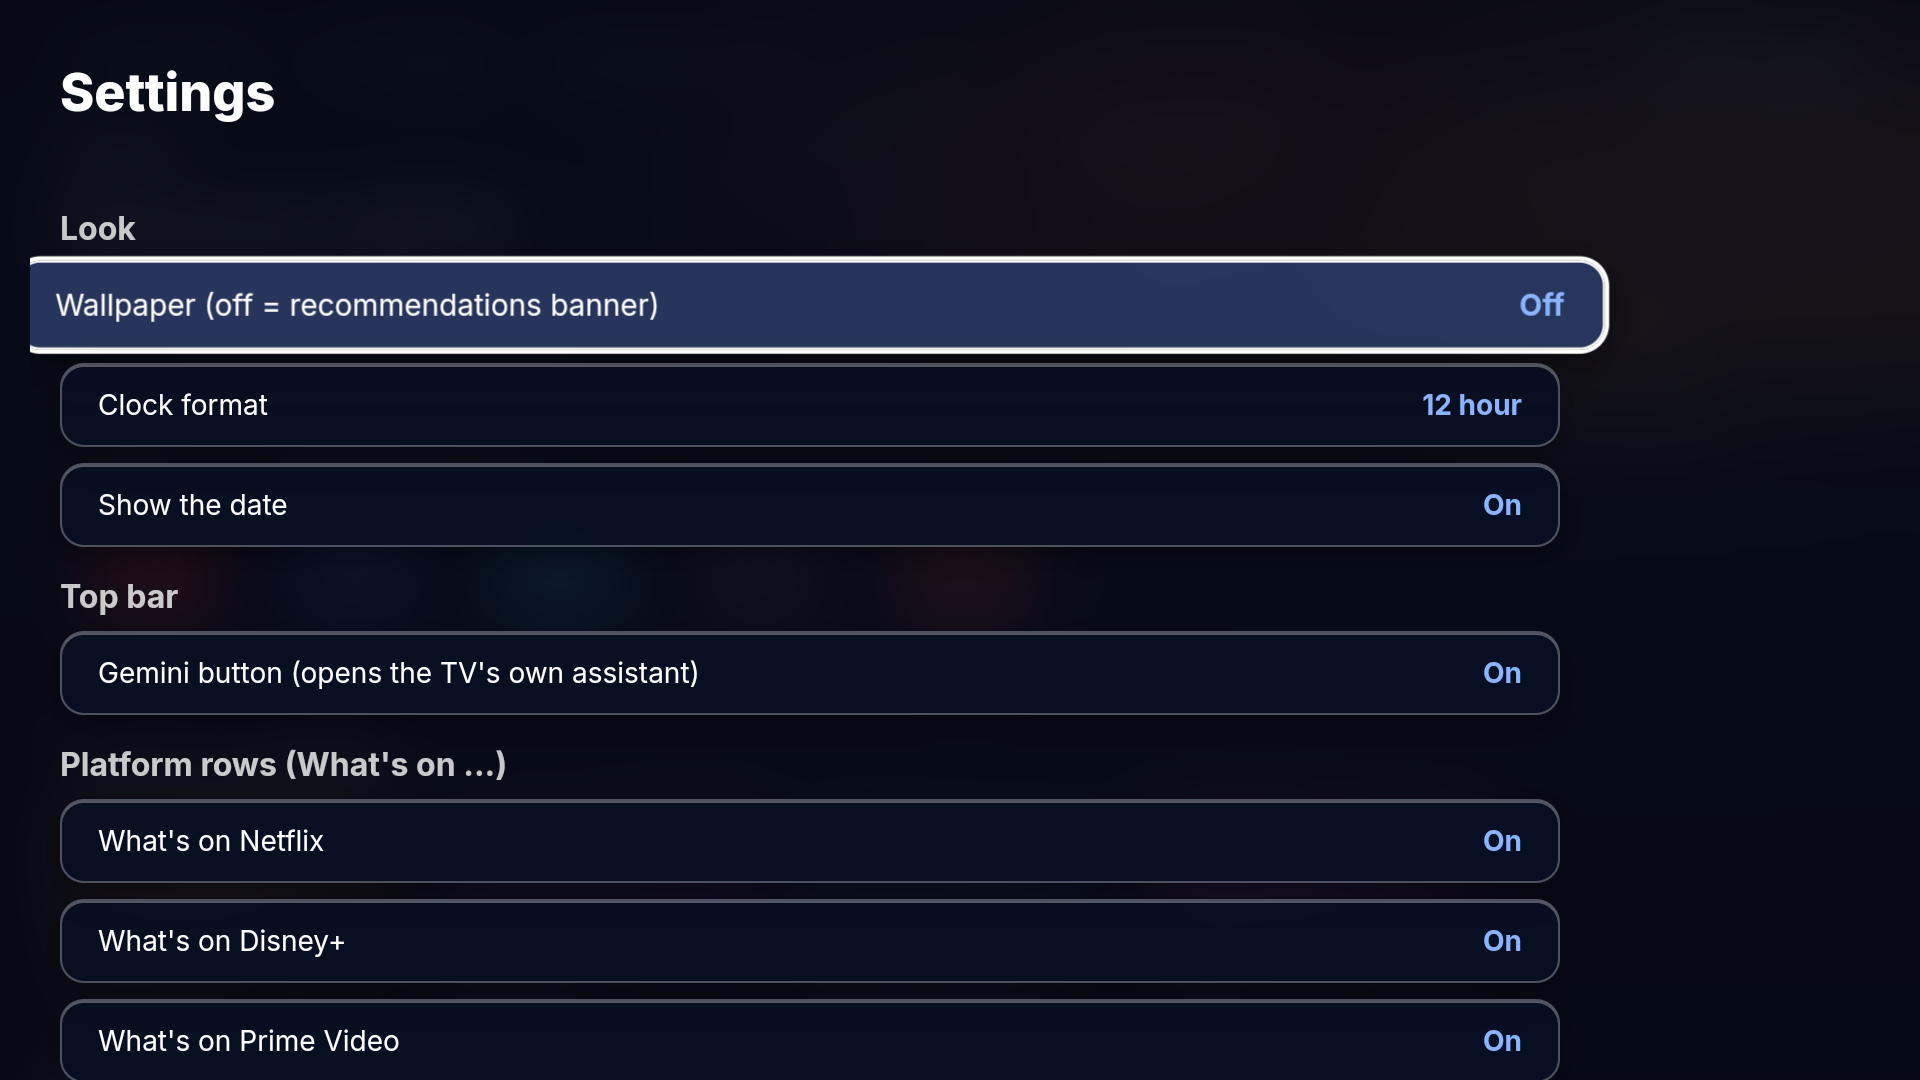 Settings
Look
Wallpaper (off = recommendations banner) Off
Clock format 12 hour
Show the date On
Top bar
Gemini button (opens the TV's own assistant) On
Platform rows (What's on ...)
What's on Netflix On
What's on Disney+ On
What's on Prime Video On